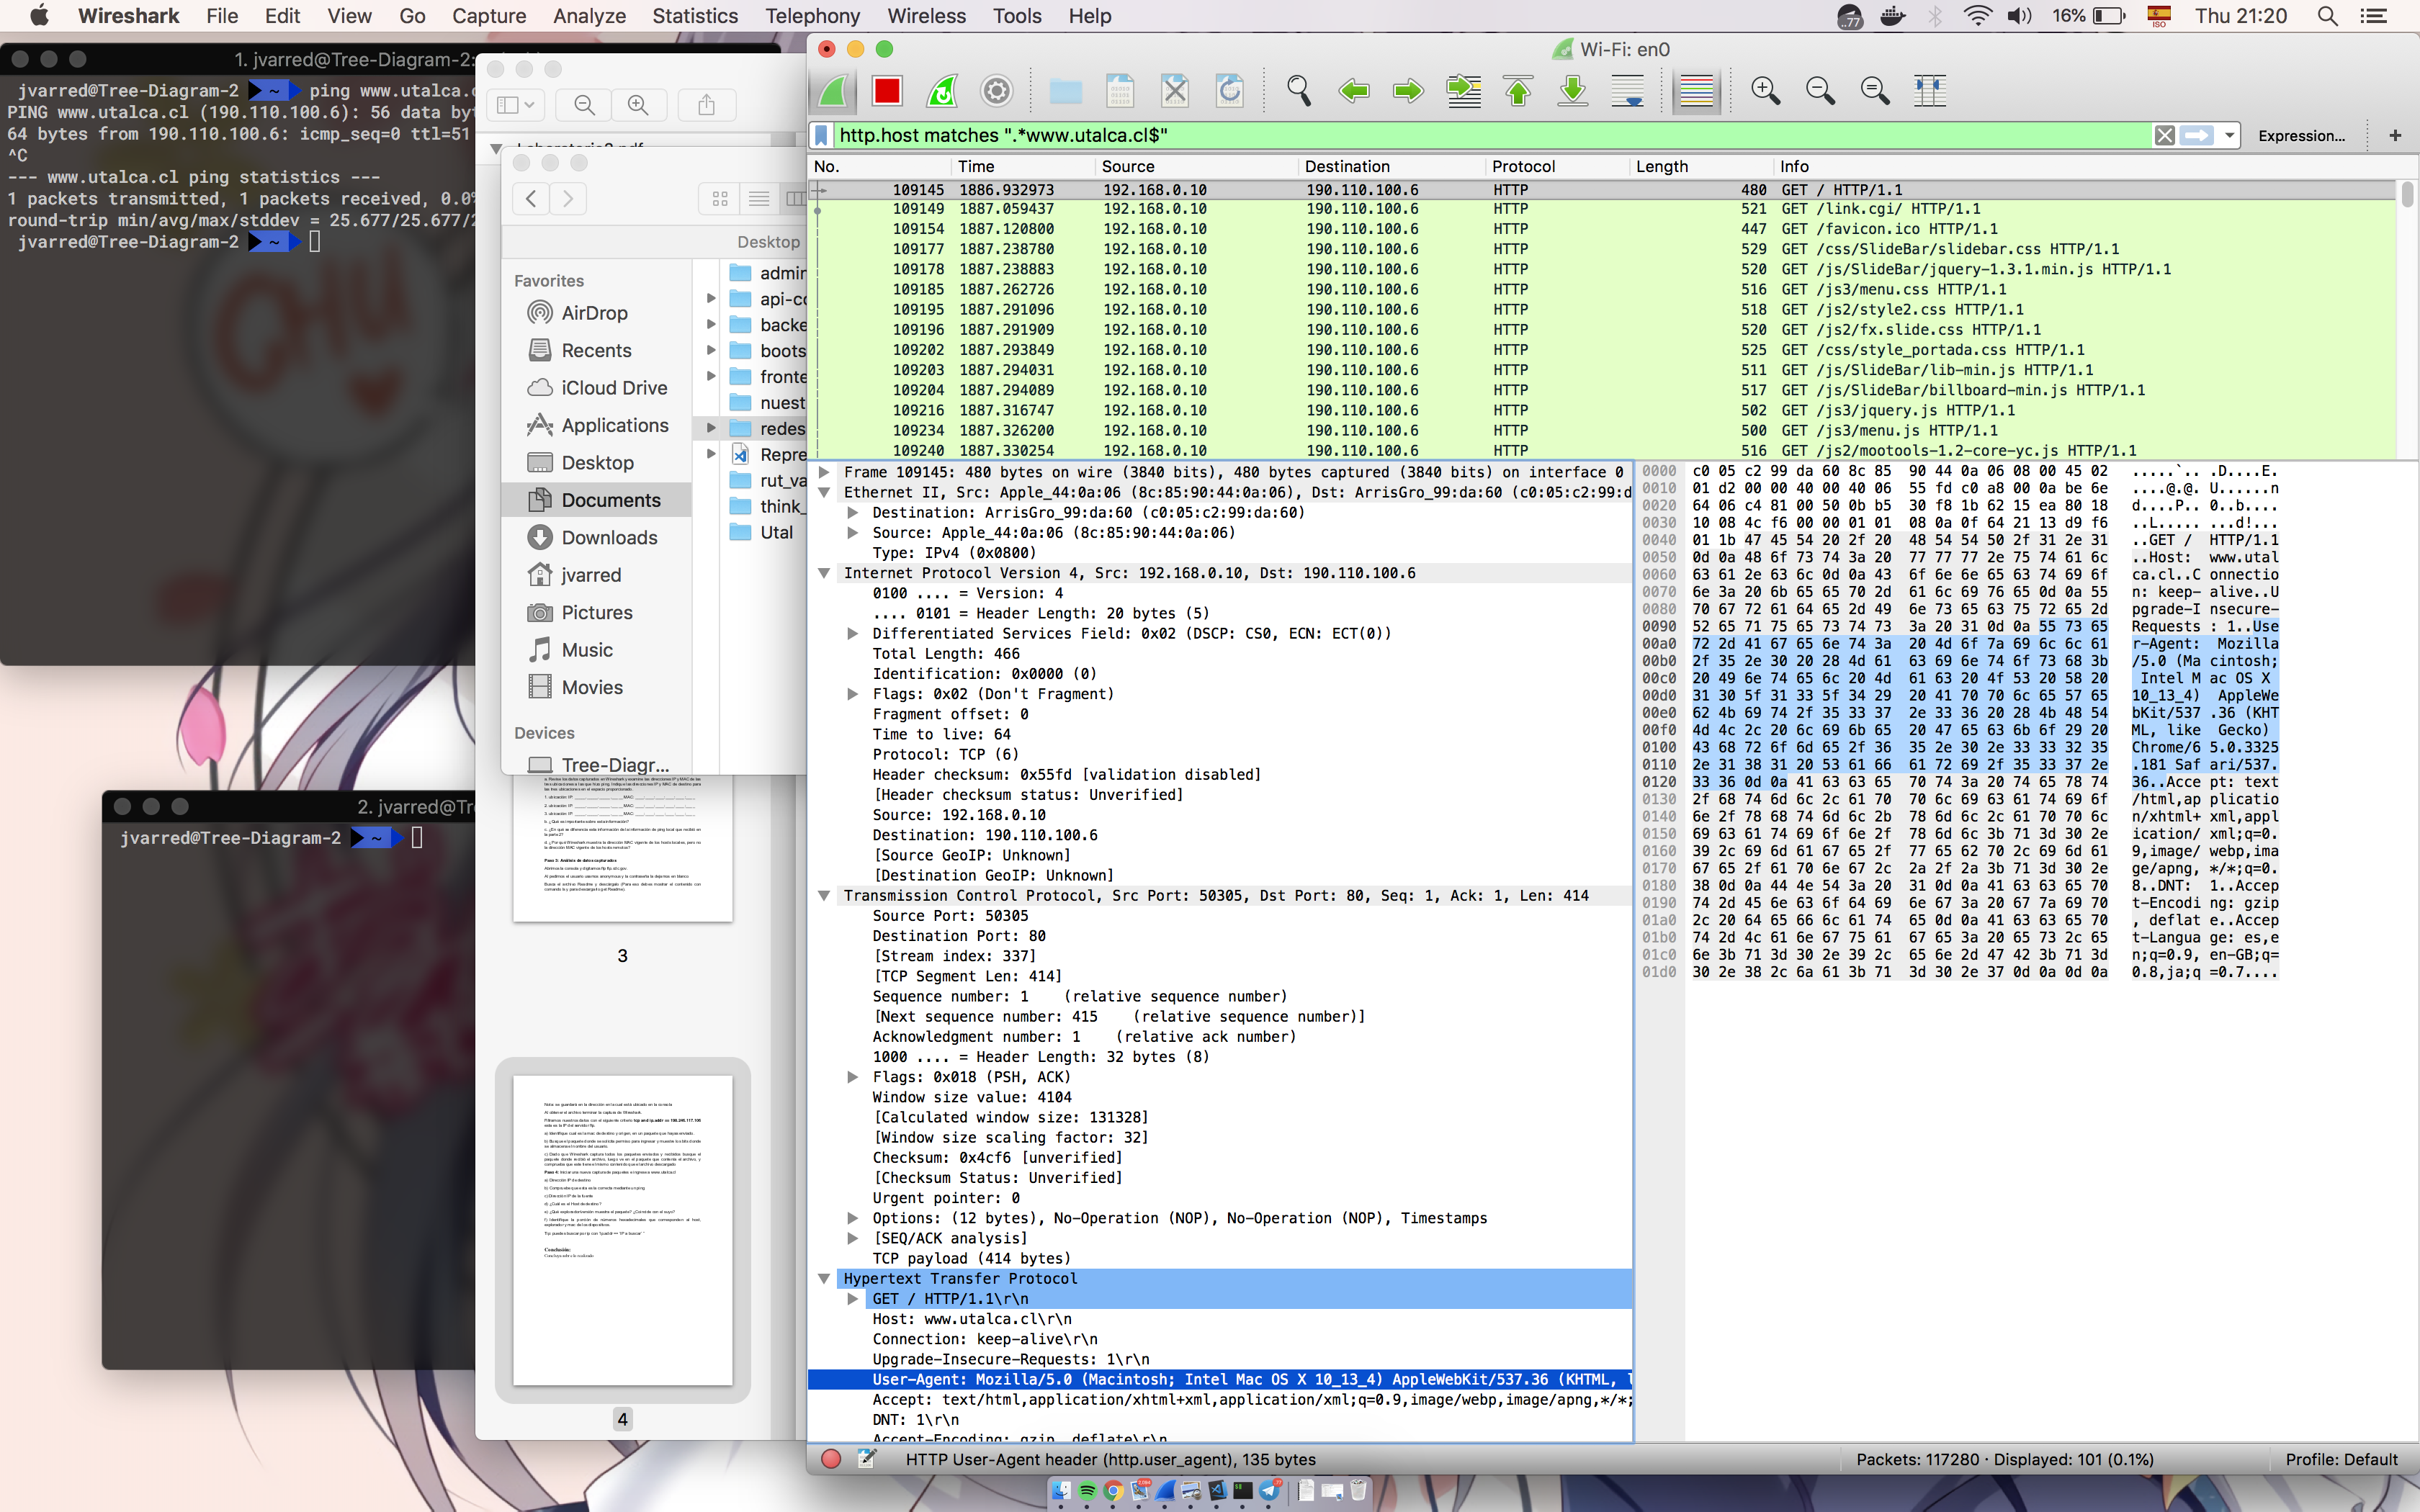 Wireshark File Edit View Go Capture Analyze Statistics Telephony Wireless Tools Help
..77 16% ISO Thu 21:20
1. jvarred@Tree-Diagram-2:
jvarred@Tree-Diagram-2 ~ ping www.utalca.c
PING www.utalca.cl (190.110.100.6): 56 data byt
64 bytes from 190.110.100.6: icmp_seq=0 ttl=51
^C
--- www.utalca.cl ping statistics ---
1 packets transmitted, 1 packets received, 0.0%
round-trip min/avg/max/stddev = 25.677/25.677/2
jvarred@Tree-Diagram-2 ~
2. jvarred@Tr
jvarred@Tree-Diagram-2 ~
Desktop
Favorites
AirDrop
Recents
iCloud Drive
Applications
Desktop
Documents
Downloads
jvarred
Pictures
Music
Movies
Devices
Tree-Diagr...
admin
api-co
backe
boots
fronte
nuest
redes
Repre
rut_va
think_
Utal
3
4
Wi-Fi: en0
http.host matches ".*www.utalca.cl$"
Expression... +
No. Time Source Destination Protocol Length Info
109145 1886.932973 192.168.0.10 190.110.100.6 HTTP 480 GET / HTTP/1.1
109149 1887.059437 192.168.0.10 190.110.100.6 HTTP 521 GET /link.cgi/ HTTP/1.1
109154 1887.120800 192.168.0.10 190.110.100.6 HTTP 447 GET /favicon.ico HTTP/1.1
109177 1887.238780 192.168.0.10 190.110.100.6 HTTP 529 GET /css/SlideBar/slidebar.css HTTP/1.1
109178 1887.238883 192.168.0.10 190.110.100.6 HTTP 520 GET /js/SlideBar/jquery-1.3.1.min.js HTTP/1.1
109185 1887.262726 192.168.0.10 190.110.100.6 HTTP 516 GET /js3/menu.css HTTP/1.1
109195 1887.291096 192.168.0.10 190.110.100.6 HTTP 518 GET /js2/style2.css HTTP/1.1
109196 1887.291909 192.168.0.10 190.110.100.6 HTTP 520 GET /js2/fx.slide.css HTTP/1.1
109202 1887.293849 192.168.0.10 190.110.100.6 HTTP 525 GET /css/style_portada.css HTTP/1.1
109203 1887.294031 192.168.0.10 190.110.100.6 HTTP 511 GET /js/SlideBar/lib-min.js HTTP/1.1
109204 1887.294089 192.168.0.10 190.110.100.6 HTTP 517 GET /js/SlideBar/billboard-min.js HTTP/1.1
109216 1887.316747 192.168.0.10 190.110.100.6 HTTP 502 GET /js3/jquery.js HTTP/1.1
109234 1887.326200 192.168.0.10 190.110.100.6 HTTP 500 GET /js3/menu.js HTTP/1.1
109240 1887.330254 192.168.0.10 190.110.100.6 HTTP 516 GET /js2/mootools-1.2-core-yc.js HTTP/1.1
Frame 109145: 480 bytes on wire (3840 bits), 480 bytes captured (3840 bits) on interface 0
Ethernet II, Src: Apple_44:0a:06 (8c:85:90:44:0a:06), Dst: ArrisGro_99:da:60 (c0:05:c2:99:d
Destination: ArrisGro_99:da:60 (c0:05:c2:99:da:60)
Source: Apple_44:0a:06 (8c:85:90:44:0a:06)
Type: IPv4 (0x0800)
Internet Protocol Version 4, Src: 192.168.0.10, Dst: 190.110.100.6
0100 .... = Version: 4
.... 0101 = Header Length: 20 bytes (5)
Differentiated Services Field: 0x02 (DSCP: CS0, ECN: ECT(0))
Total Length: 466
Identification: 0x0000 (0)
Flags: 0x02 (Don't Fragment)
Fragment offset: 0
Time to live: 64
Protocol: TCP (6)
Header checksum: 0x55fd [validation disabled]
[Header checksum status: Unverified]
Source: 192.168.0.10
Destination: 190.110.100.6
[Source GeoIP: Unknown]
[Destination GeoIP: Unknown]
Transmission Control Protocol, Src Port: 50305, Dst Port: 80, Seq: 1, Ack: 1, Len: 414
Source Port: 50305
Destination Port: 80
[Stream index: 337]
[TCP Segment Len: 414]
Sequence number: 1 (relative sequence number)
[Next sequence number: 415 (relative sequence number)]
Acknowledgment number: 1 (relative ack number)
1000 .... = Header Length: 32 bytes (8)
Flags: 0x018 (PSH, ACK)
Window size value: 4104
[Calculated window size: 131328]
[Window size scaling factor: 32]
Checksum: 0x4cf6 [unverified]
[Checksum Status: Unverified]
Urgent pointer: 0
Options: (12 bytes), No-Operation (NOP), No-Operation (NOP), Timestamps
[SEQ/ACK analysis]
TCP payload (414 bytes)
Hypertext Transfer Protocol
GET / HTTP/1.1\r\n
Host: www.utalca.cl\r\n
Connection: keep-alive\r\n
Upgrade-Insecure-Requests: 1\r\n
User-Agent: Mozilla/5.0 (Macintosh; Intel Mac OS X 10_13_4) AppleWebKit/537.36 (KHTML, l
Accept: text/html,application/xhtml+xml,application/xml;q=0.9,image/webp,image/apng,*/*;
DNT: 1\r\n
Accept-Encoding: gzip, deflate\r\n
0000 c0 05 c2 99 da 60 8c 85 90 44 0a 06 08 00 45 02 .....`.. .D....E.
0010 01 d2 00 00 40 00 40 06 55 fd c0 a8 00 0a be 6e ....@.@. U......n
0020 64 06 c4 81 00 50 0b b5 30 f8 1b 62 15 ea 80 18 d....P.. 0..b....
0030 10 08 4c f6 00 00 01 01 08 0a 0f 64 21 13 d9 f6 ..L..... ...d!...
0040 01 1b 47 45 54 20 2f 20 48 54 54 50 2f 31 2e 31 ..GET / HTTP/1.1
0050 0d 0a 48 6f 73 74 3a 20 77 77 77 2e 75 74 61 6c ..Host: www.utal
0060 63 61 2e 63 6c 0d 0a 43 6f 6e 6e 65 63 74 69 6f ca.cl..C onnectio
0070 6e 3a 20 6b 65 65 70 2d 61 6c 69 76 65 0d 0a 55 n: keep- alive..U
0080 70 67 72 61 64 65 2d 49 6e 73 65 63 75 72 65 2d pgrade-I nsecure-
0090 52 65 71 75 65 73 74 73 3a 20 31 0d 0a 55 73 65 Requests : 1..Use
00a0 72 2d 41 67 65 6e 74 3a 20 4d 6f 7a 69 6c 6c 61 r-Agent: Mozilla
00b0 2f 35 2e 30 20 28 4d 61 63 69 6e 74 6f 73 68 3b /5.0 (Ma cintosh;
00c0 20 49 6e 74 65 6c 20 4d 61 63 20 4f 53 20 58 20 Intel M ac OS X
00d0 31 30 5f 31 33 5f 34 29 20 41 70 70 6c 65 57 65 10_13_4) AppleWe
00e0 62 4b 69 74 2f 35 33 37 2e 33 36 20 28 4b 48 54 bKit/537 .36 (KHT
00f0 4d 4c 2c 20 6c 69 6b 65 20 47 65 63 6b 6f 29 20 ML, like Gecko)
0100 43 68 72 6f 6d 65 2f 36 35 2e 30 2e 33 33 32 35 Chrome/6 5.0.3325
0110 2e 31 38 31 20 53 61 66 61 72 69 2f 35 33 37 2e .181 Saf ari/537.
0120 33 36 0d 0a 41 63 63 65 70 74 3a 20 74 65 78 74 36..Acce pt: text
0130 2f 68 74 6d 6c 2c 61 70 70 6c 69 63 61 74 69 6f /html,ap plicatio
0140 6e 2f 78 68 74 6d 6c 2b 78 6d 6c 2c 61 70 70 6c n/xhtml+ xml,appl
0150 69 63 61 74 69 6f 6e 2f 78 6d 6c 3b 71 3d 30 2e ication/ xml;q=0.
0160 39 2c 69 6d 61 67 65 2f 77 65 62 70 2c 69 6d 61 9,image/ webp,ima
0170 67 65 2f 61 70 6e 67 2c 2a 2f 2a 3b 71 3d 30 2e ge/apng, */*;q=0.
0180 38 0d 0a 44 4e 54 3a 20 31 0d 0a 41 63 63 65 70 8..DNT: 1..Accep
0190 74 2d 45 6e 63 6f 64 69 6e 67 3a 20 67 7a 69 70 t-Encodi ng: gzip
01a0 2c 20 64 65 66 6c 61 74 65 0d 0a 41 63 63 65 70 , deflat e..Accep
01b0 74 2d 4c 61 6e 67 75 61 67 65 3a 20 65 73 2c 65 t-Langua ge: es,e
01c0 6e 3b 71 3d 30 2e 39 2c 65 6e 2d 47 42 3b 71 3d n;q=0.9, en-GB;q=
01d0 30 2e 38 2c 6a 61 3b 71 3d 30 2e 37 0d 0a 0d 0a 0.8,ja;q =0.7....
HTTP User-Agent header (http.user_agent), 135 bytes
Packets: 117280 · Displayed: 101 (0.1%)
Profile: Default